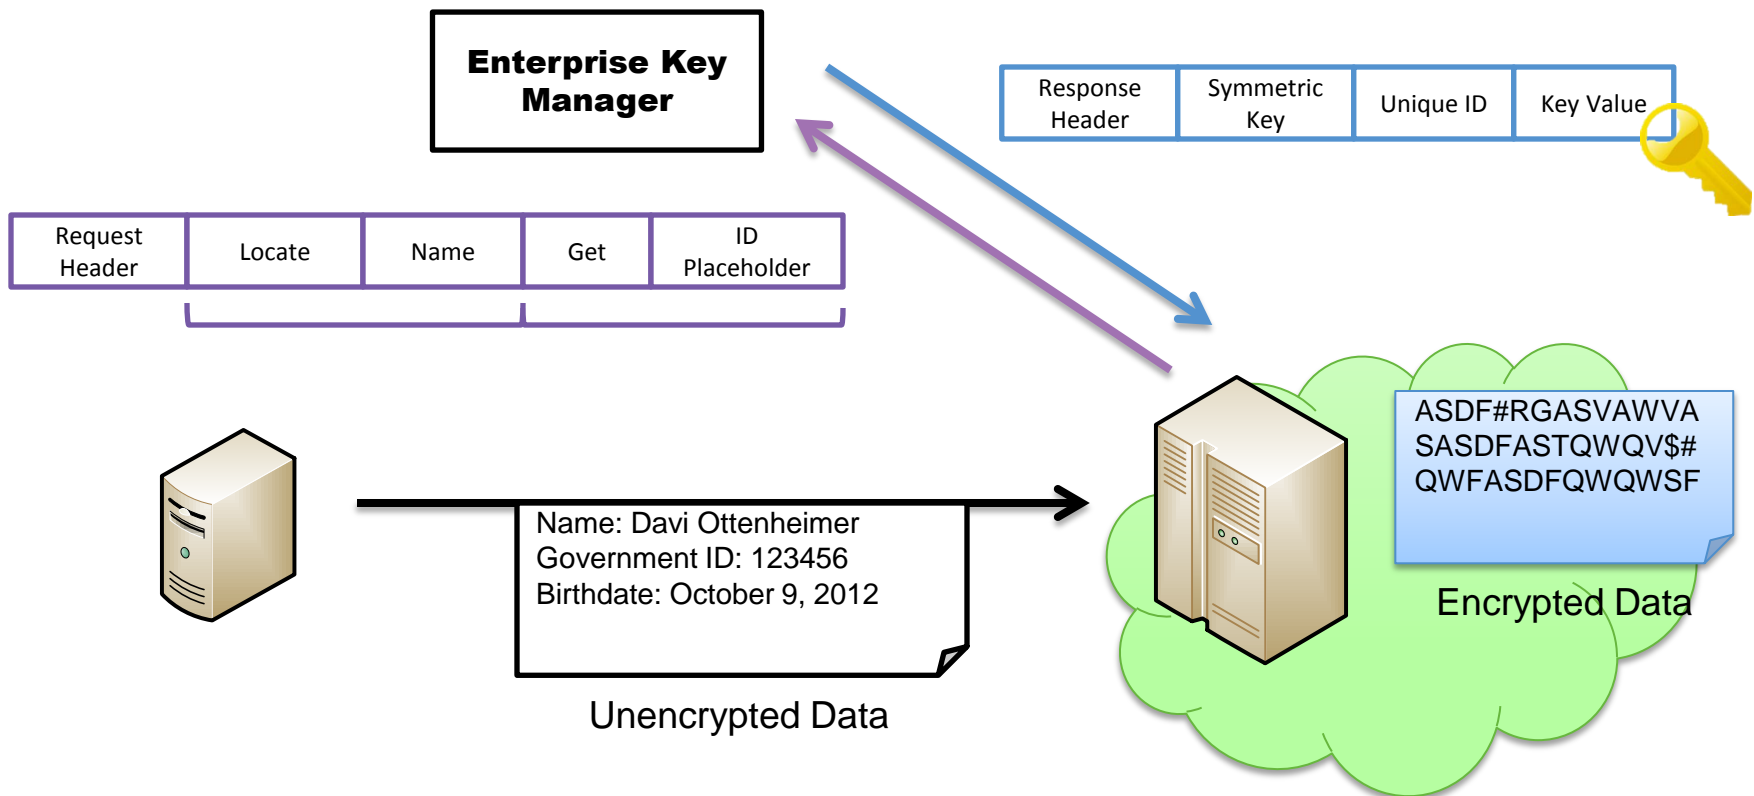 Enterprise Key
Manager
Response
Header
Symmetric
Key
Unique ID
Key Value
Request
Header
Locate
Name
Get
ID
Placeholder
ASDF#RGASVAWVA
SASDFASTQWQV$#
QWFASDFQWQWSF
Encrypted Data
Name: Davi Ottenheimer
Government ID: 123456
Birthdate: October 9, 2012
Unencrypted Data